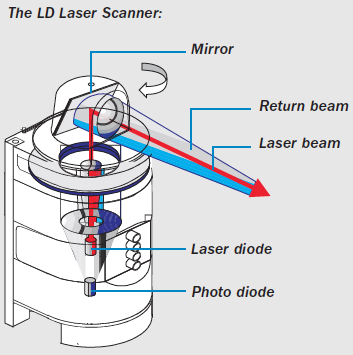 The LD Laser Scanner:
Mirror
Return beam
Laser beam
Laser diode
Photo diode